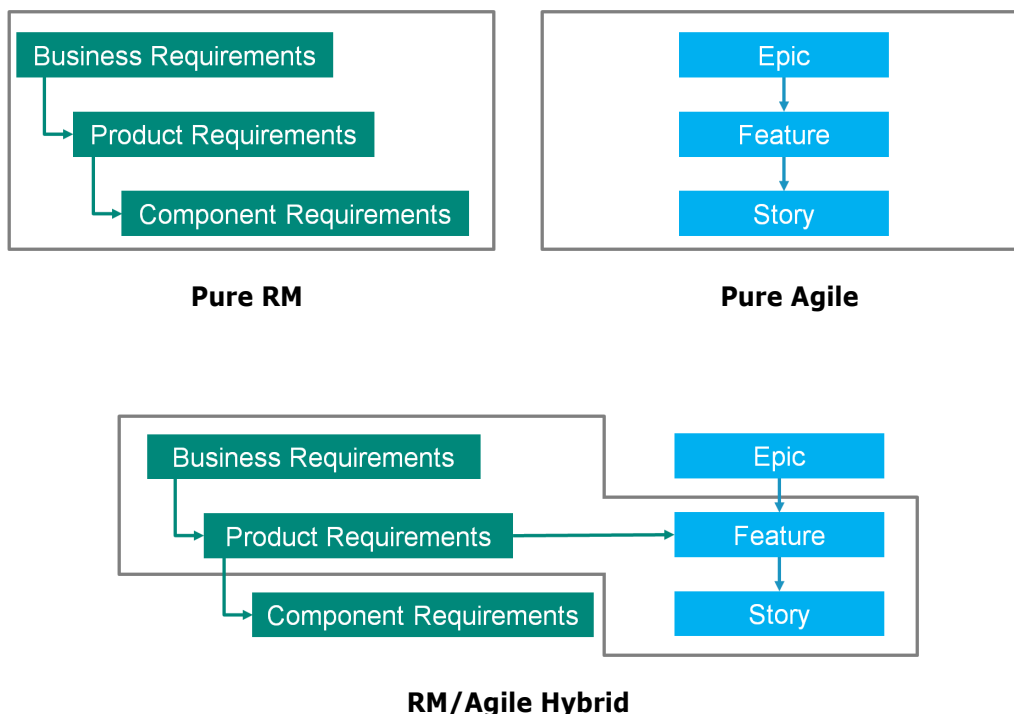 Business Requirements
Product Requirements
Component Requirements
Pure RM
Epic
Feature
Story
Pure Agile
Business Requirements
Product Requirements
Component Requirements
Epic
Feature
Story
RM/Agile Hybrid